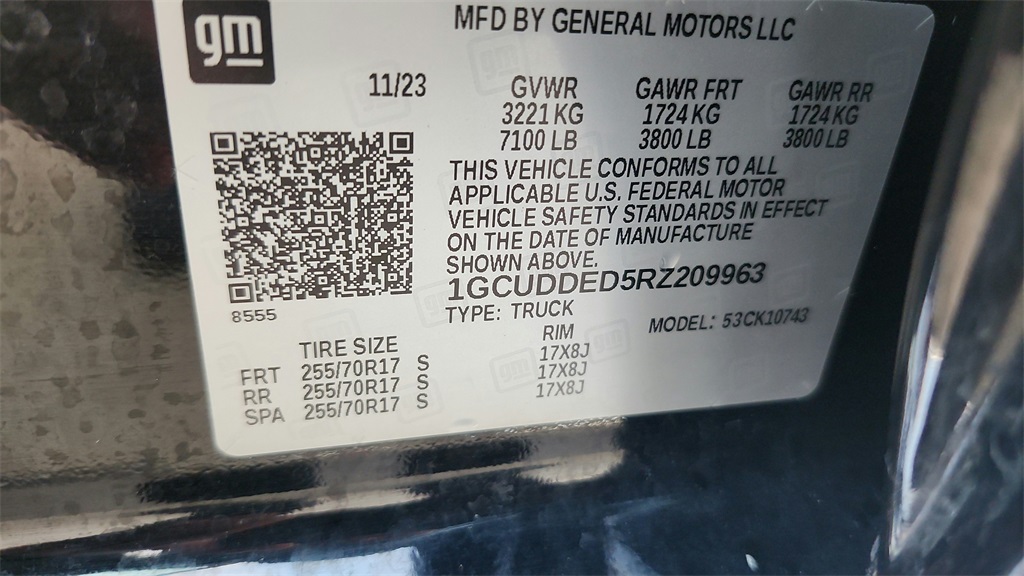 gm
MFD BY GENERAL MOTORS LLC
11/23
GVWR GAWR FRT GAWR RR
3221 KG 1724 KG 1724 KG
7100 LB 3800 LB 3800 LB
THIS VEHICLE CONFORMS TO ALL
APPLICABLE U.S. FEDERAL MOTOR
VEHICLE SAFETY STANDARDS IN EFFECT
ON THE DATE OF MANUFACTURE
SHOWN ABOVE.
1GCUDDED5RZ209963
8555
TYPE: TRUCK
MODEL: 53CK10743
TIRE SIZE RIM
FRT 255/70R17 S 17X8J
RR 255/70R17 S 17X8J
SPA 255/70R17 S 17X8J